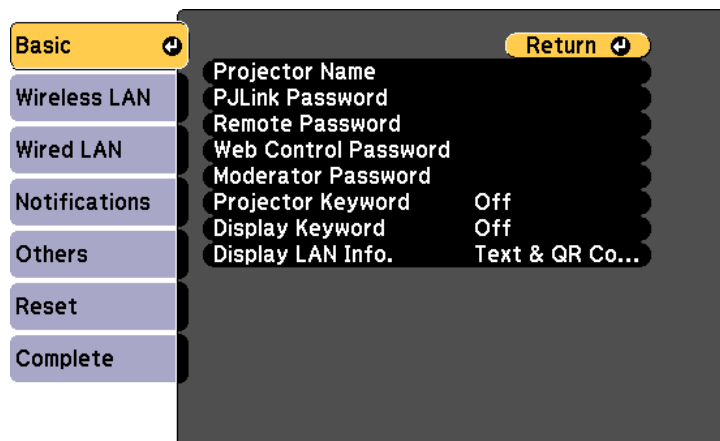 Basic
Wireless LAN
Wired LAN
Notifications
Others
Reset
Complete
Return
Projector Name
PJLink Password
Remote Password
Web Control Password
Moderator Password
Projector Keyword Off
Display Keyword Off
Display LAN Info. Text & QR Co...